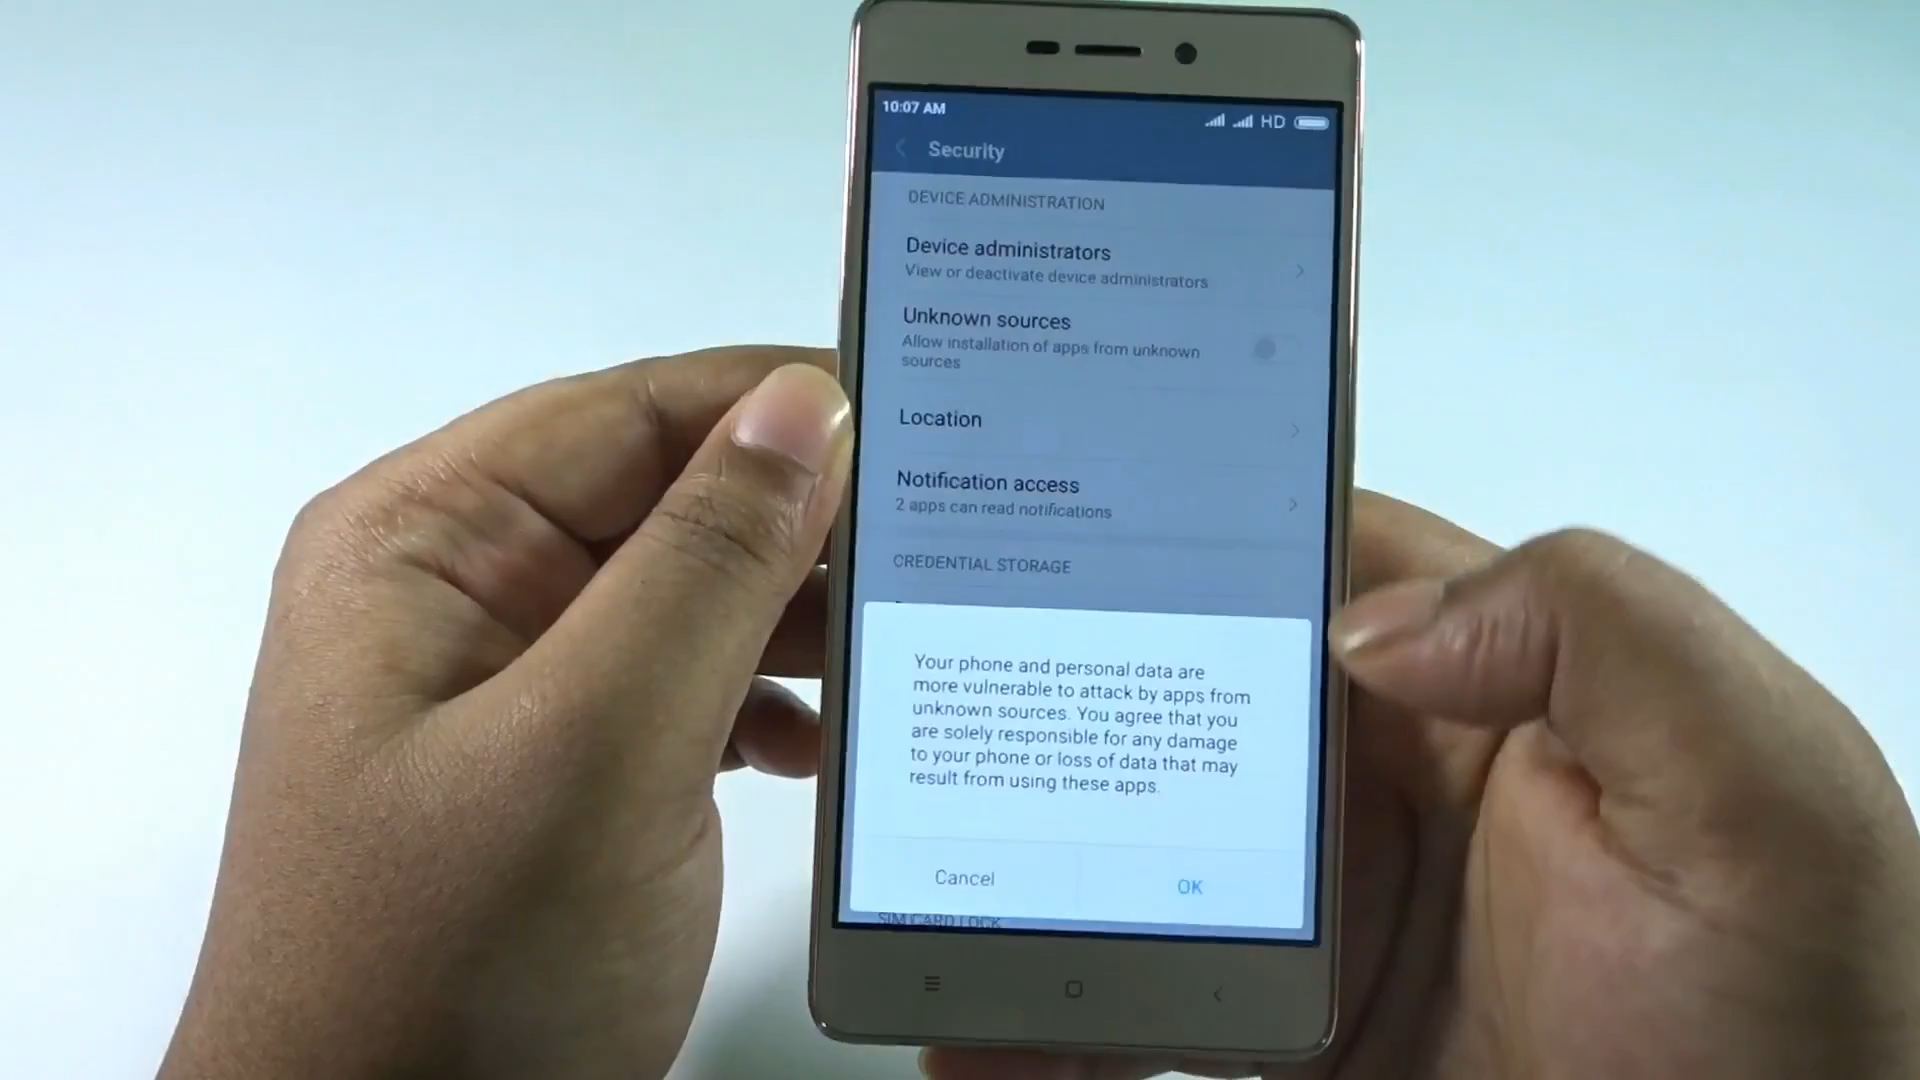 10:07 AM
HD
Security
DEVICE ADMINISTRATION
Device administrators
View or deactivate device administrators
Unknown sources
Allow installation of apps from unknown
sources
Location
Notification access
2 apps can read notifications
CREDENTIAL STORAGE
Your phone and personal data are
more vulnerable to attack by apps from
unknown sources. You agree that you
are solely responsible for any damage
to your phone or loss of data that may
result from using these apps.
Cancel
OK
SIM CARD LOCK